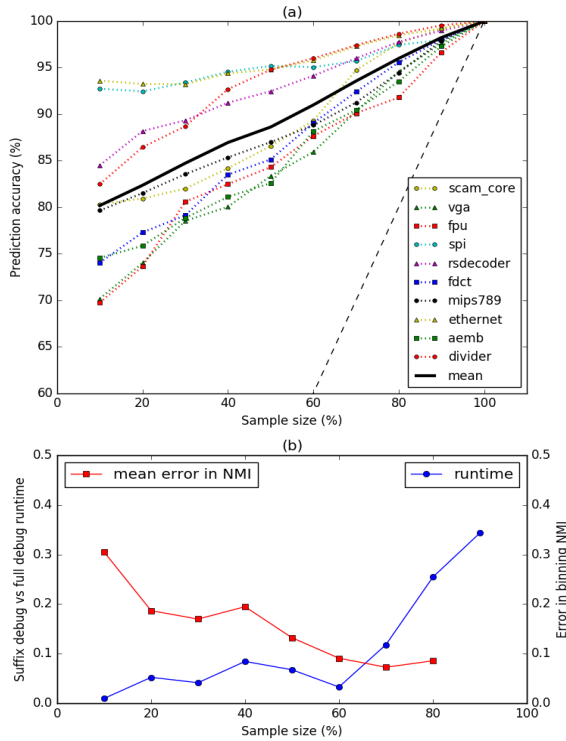 (a)
Prediction accuracy (%)
100
95
90
85
80
75
70
65
60
scam_core
vga
fpu
spi
rsdecoder
fdct
mips789
ethernet
aemb
divider
mean
0 20 40 60 80 100
Sample size (%)
(b)
Suffix debug vs full debug runtime
0.5
0.4
0.3
0.2
0.1
0.0
mean error in NMI
runtime
0.5
0.4
0.3
0.2
0.1
0.0
Error in binning NMI
0 20 40 60 80 100
Sample size (%)